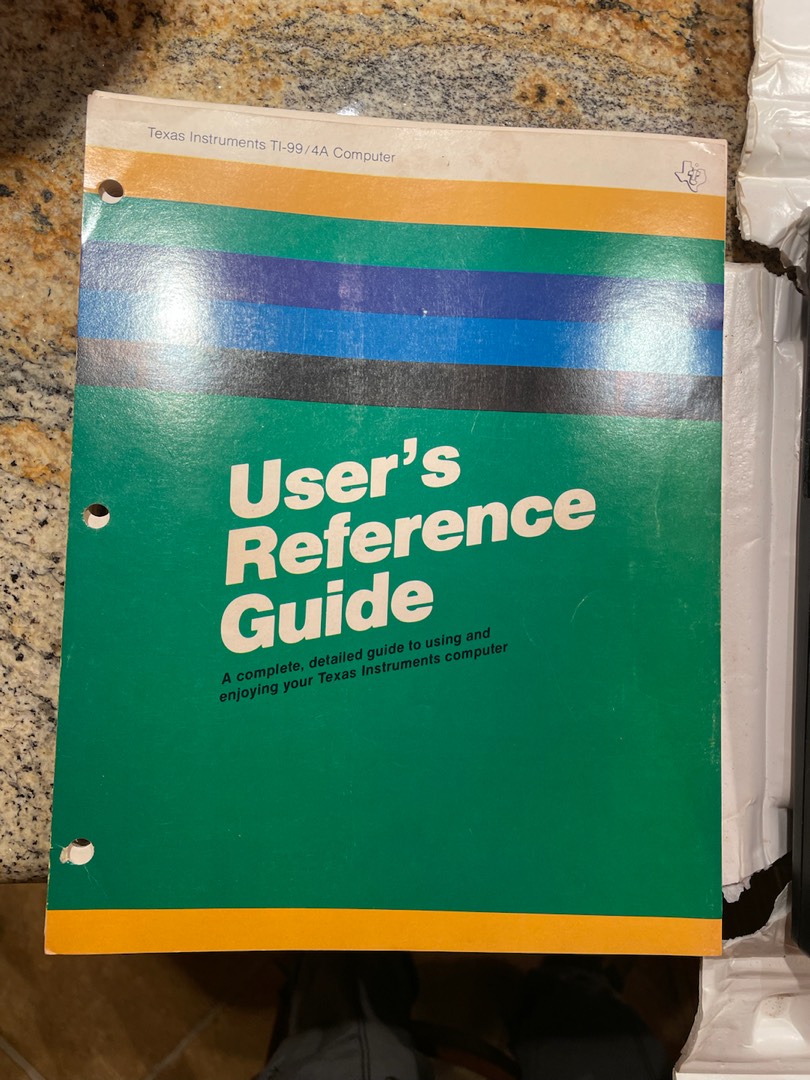 Texas Instruments TI-99/4A Computer
User's
Reference
Guide
A complete, detailed guide to using and
enjoying your Texas Instruments computer